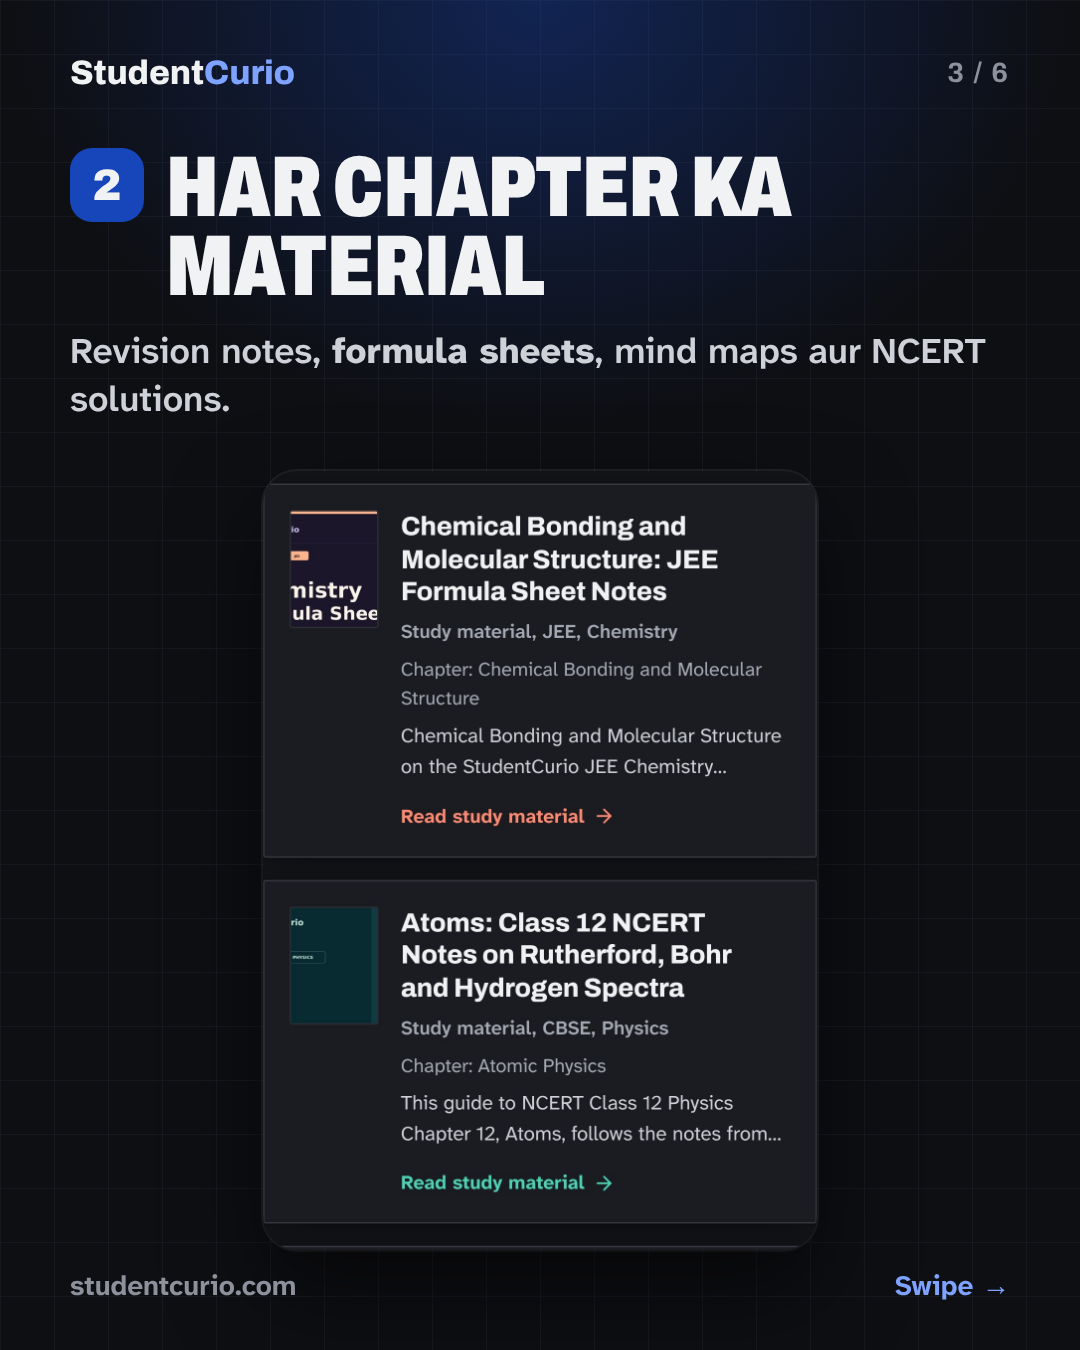 StudentCurio
3 / 6
2
HAR CHAPTER KA
MATERIAL
Revision notes, formula sheets, mind maps aur NCERT
solutions.
io
mistry
ula Shee
Chemical Bonding and
Molecular Structure: JEE
Formula Sheet Notes
Study material, JEE, Chemistry
Chapter: Chemical Bonding and Molecular
Structure
Chemical Bonding and Molecular Structure
on the StudentCurio JEE Chemistry...
Read study material →
rio
PHYSICS
Atoms: Class 12 NCERT
Notes on Rutherford, Bohr
and Hydrogen Spectra
Study material, CBSE, Physics
Chapter: Atomic Physics
This guide to NCERT Class 12 Physics
Chapter 12, Atoms, follows the notes from...
Read study material →
studentcurio.com
Swipe →